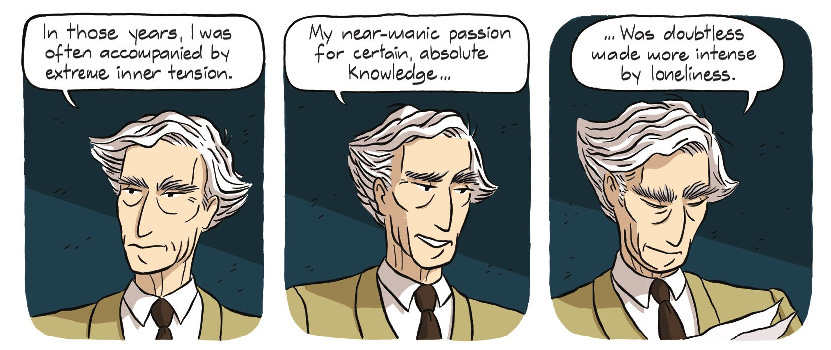 In those years, I was
often accompanied by
extreme inner tension.
My near-manic passion
for certain, absolute
Knowledge...
...Was doubtless
made more intense
by loneliness.